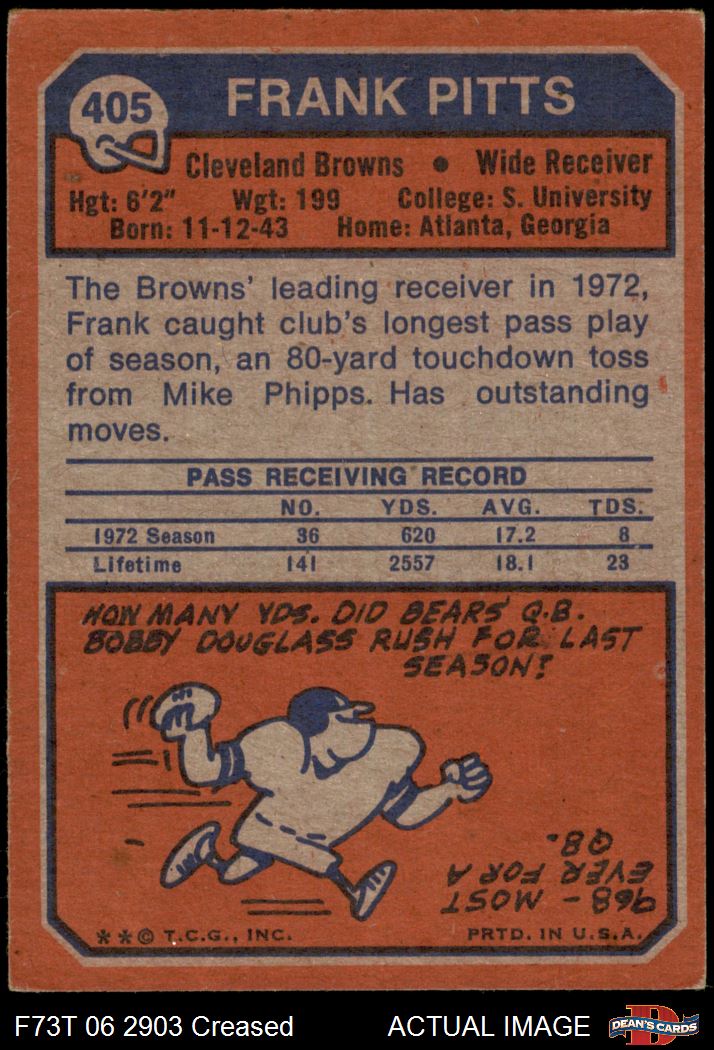 405
FRANK PITTS
Cleveland Browns • Wide Receiver
Hgt: 6'2" Wgt: 199 College: S. University
Born: 11-12-43 Home: Atlanta, Georgia
The Browns' leading receiver in 1972,
Frank caught club's longest pass play
of season, an 80-yard touchdown toss
from Mike Phipps. Has outstanding
moves.
PASS RECEIVING RECORD
NO. YDS. AVG. TDS.
1972 Season 36 620 17.2 8
Lifetime 141 2557 18.1 23
HOW MANY YDS. DID BEARS' Q.B.
BOBBY DOUGLASS RUSH FOR LAST
SEASON?
968 - MOST
EVER FOR A
QB.
**© T.C.G., INC. PRTD. IN U.S.A.
F73T 06 2903 Creased ACTUAL IMAGE
DEAN'S CARDS